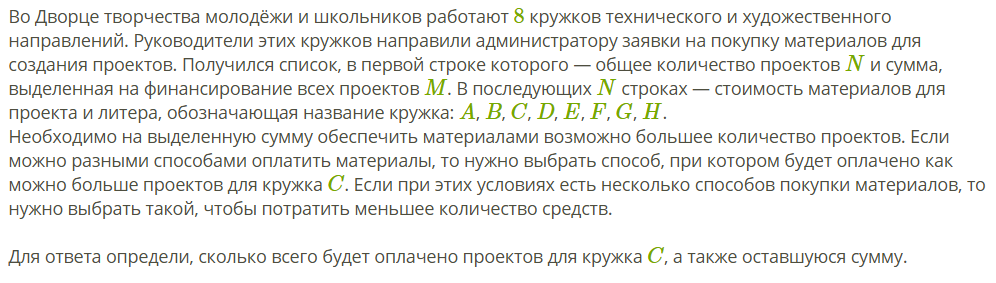 Во Дворце творчества молодёжи и школьников работают 8 кружков технического и художественного
направлений. Руководители этих кружков направили администратору заявки на покупку материалов для
создания проектов. Получился список, в первой строке которого — общее количество проектов N и сумма,
выделенная на финансирование всех проектов M. В последующих N строках — стоимость материалов для
проекта и литера, обозначающая название кружка: A, B, C, D, E, F, G, H.
Необходимо на выделенную сумму обеспечить материалами возможно большее количество проектов. Если
можно разными способами оплатить материалы, то нужно выбрать способ, при котором будет оплачено как
можно больше проектов для кружка C. Если при этих условиях есть несколько способов покупки материалов, то
нужно выбрать такой, чтобы потратить меньшее количество средств.
Для ответа определи, сколько всего будет оплачено проектов для кружка C, а также оставшуюся сумму.